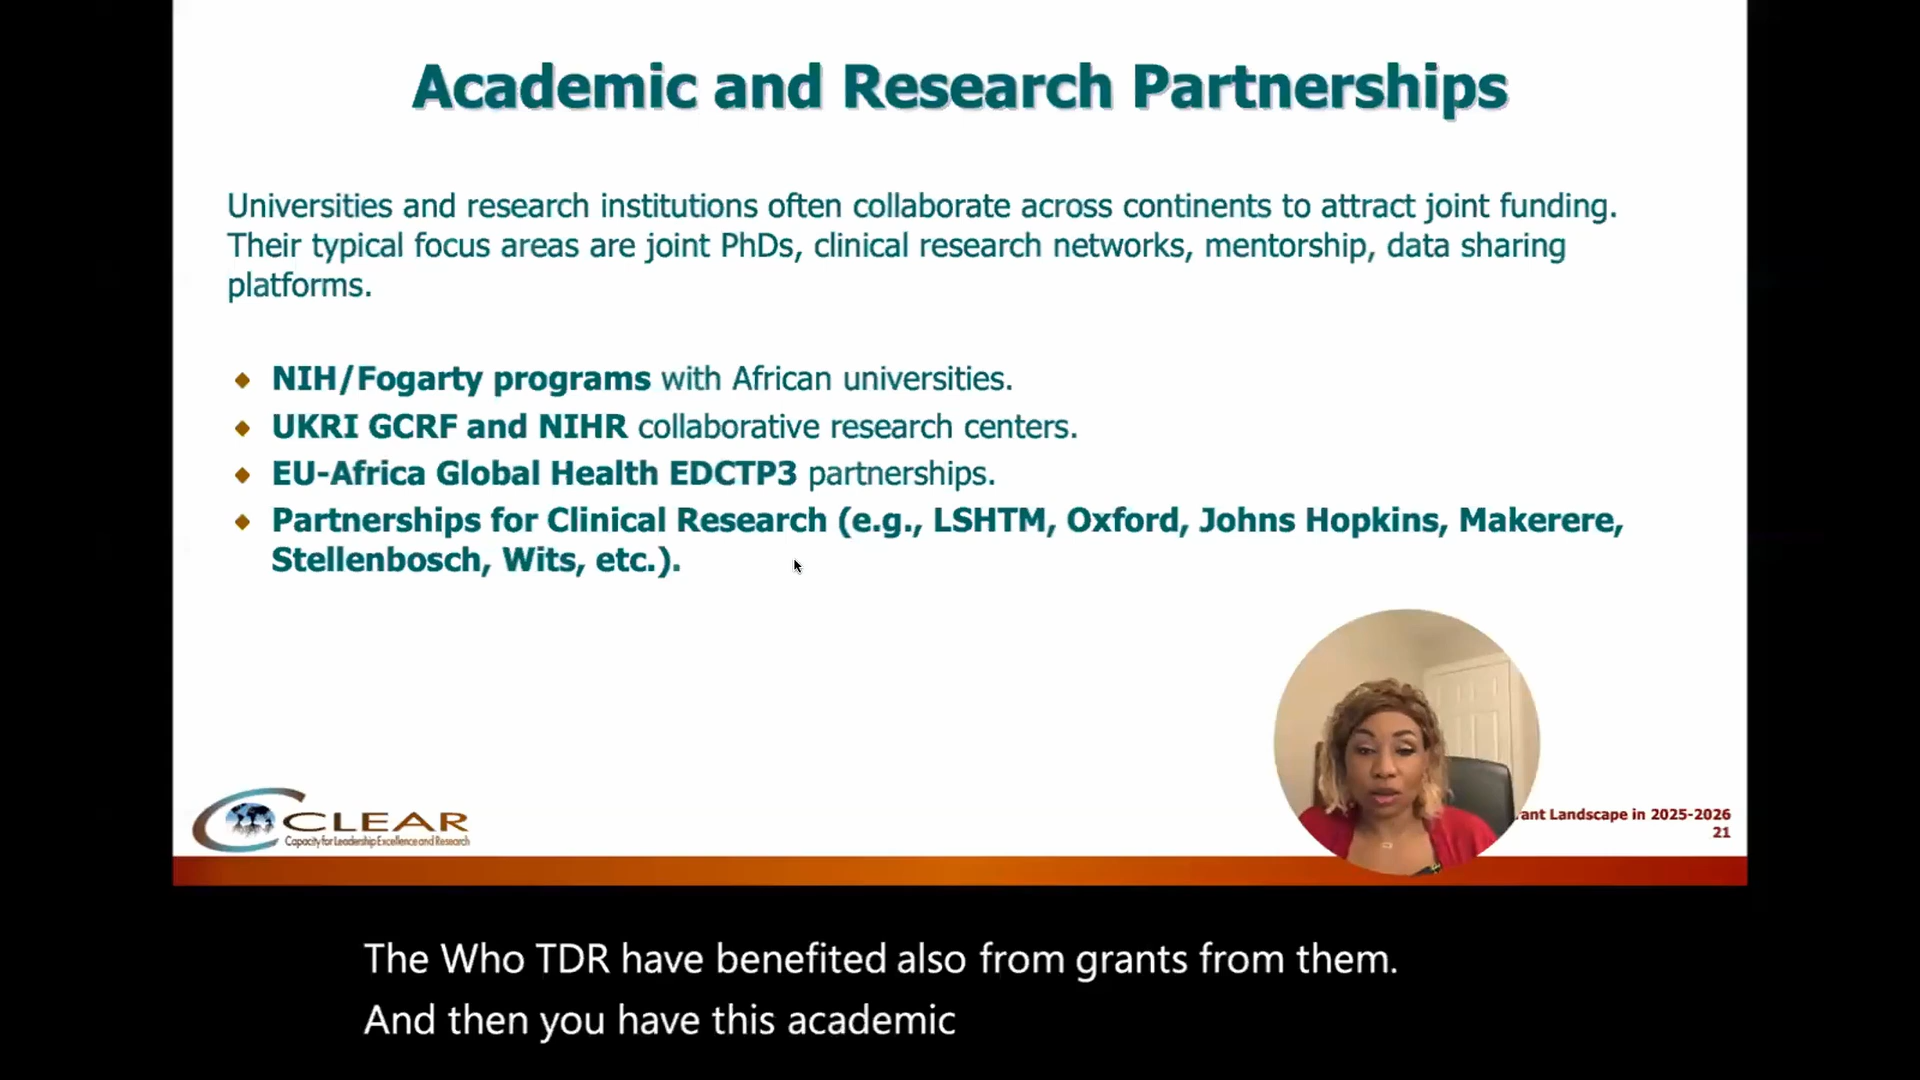 Academic and Research Partnerships
Universities and research institutions often collaborate across continents to attract joint funding.
Their typical focus areas are joint PhDs, clinical research networks, mentorship, data sharing
platforms.
NIH/Fogarty programs with African universities.
UKRI GCRF and NIHR collaborative research centers.
EU-Africa Global Health EDCTP3 partnerships.
Partnerships for Clinical Research (e.g., LSHTM, Oxford, Johns Hopkins, Makerere,
Stellenbosch, Wits, etc.).
CLEAR
Capacity for Leadership Excellence and Research
Landscape in 2025-2026
21
The Who TDR have benefited also from grants from them.
And then you have this academic